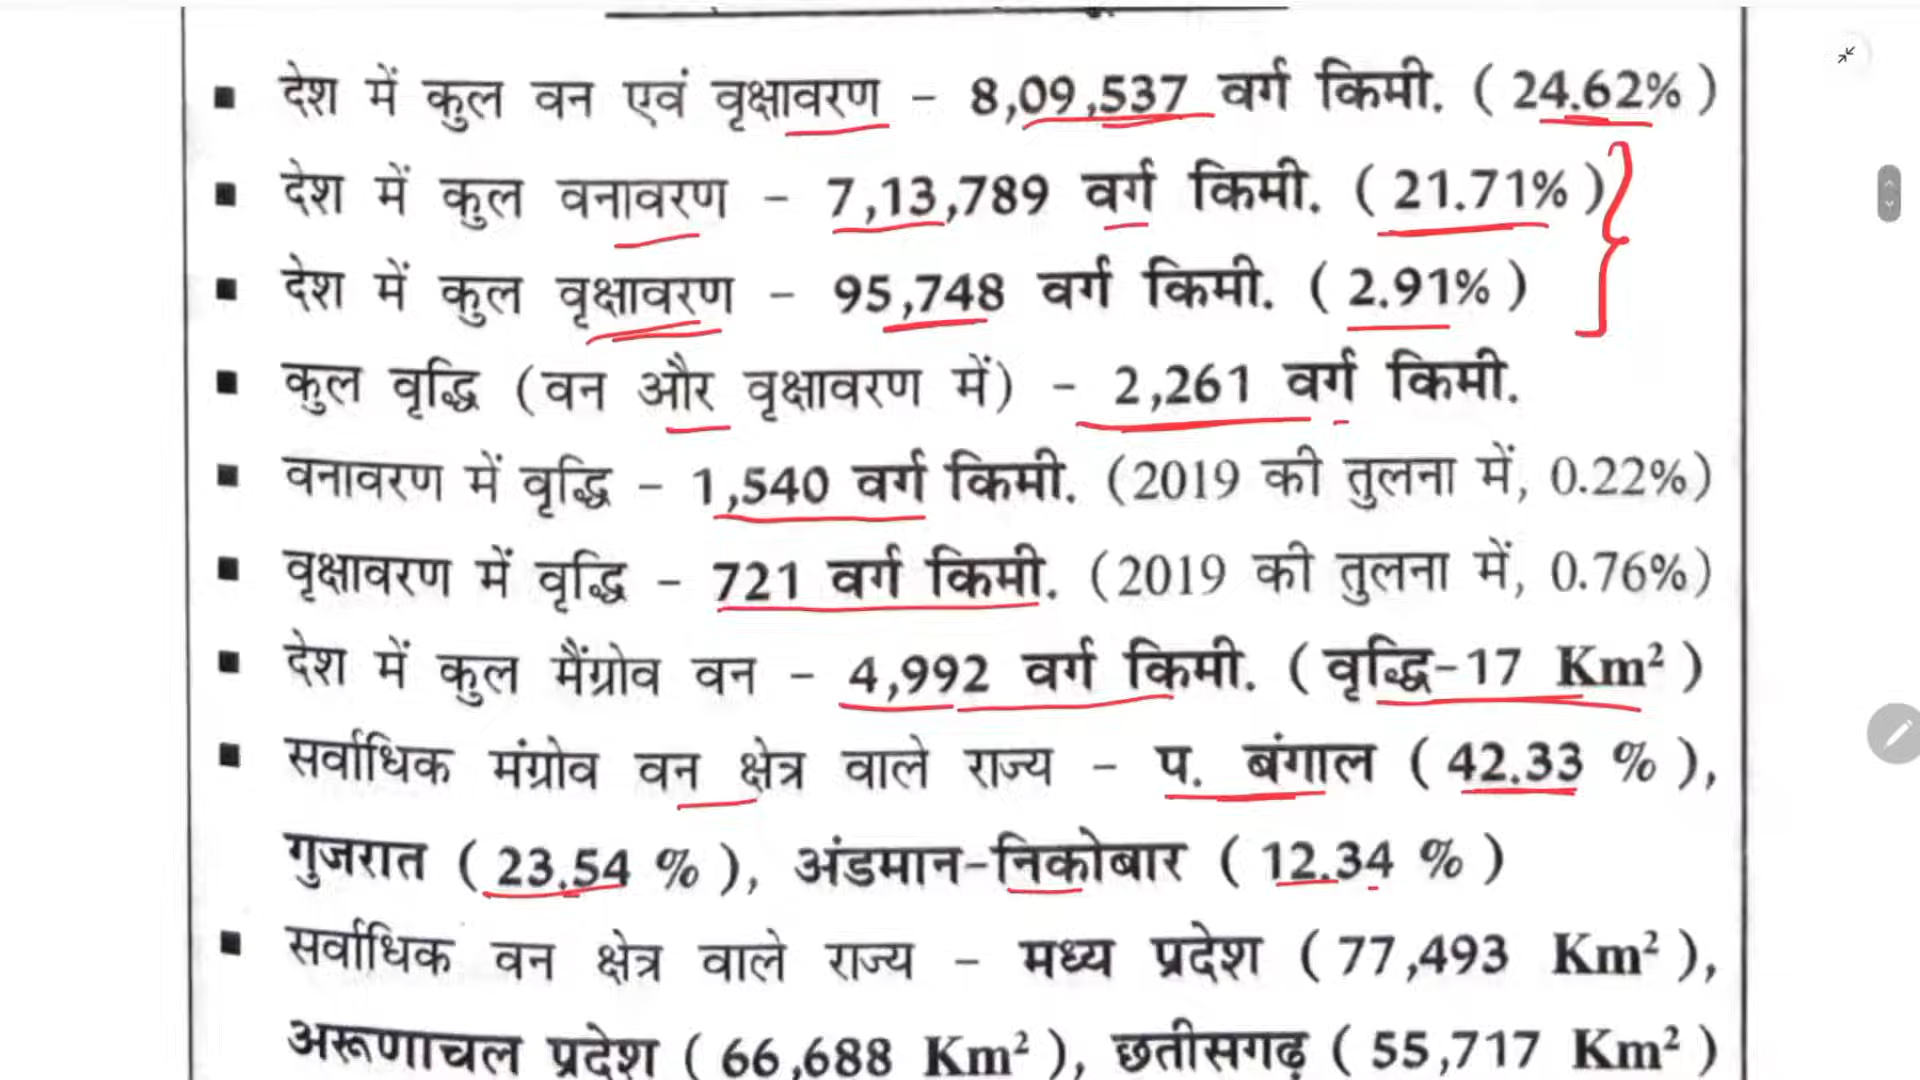 ▪ देश में कुल वन एवं वृक्षावरण – 8,09,537 वर्ग किमी. ( 24.62% )
▪ देश में कुल वनावरण – 7,13,789 वर्ग किमी. ( 21.71% )
▪ देश में कुल वृक्षावरण – 95,748 वर्ग किमी. ( 2.91% )
▪ कुल वृद्धि (वन और वृक्षावरण में) – 2,261 वर्ग किमी.
▪ वनावरण में वृद्धि – 1,540 वर्ग किमी. (2019 की तुलना में, 0.22%)
▪ वृक्षावरण में वृद्धि – 721 वर्ग किमी. (2019 की तुलना में, 0.76%)
▪ देश में कुल मैंग्रोव वन – 4,992 वर्ग किमी. ( वृद्धि–17 Km² )
▪ सर्वाधिक मंग्रोव वन क्षेत्र वाले राज्य – प. बंगाल ( 42.33 % ),
गुजरात ( 23.54 % ), अंडमान–निकोबार ( 12.34 % )
▪ सर्वाधिक वन क्षेत्र वाले राज्य – मध्य प्रदेश ( 77,493 Km² ),
अरूणाचल प्रदेश ( 66,688 Km² ), छत्तीसगढ़ ( 55,717 Km² )